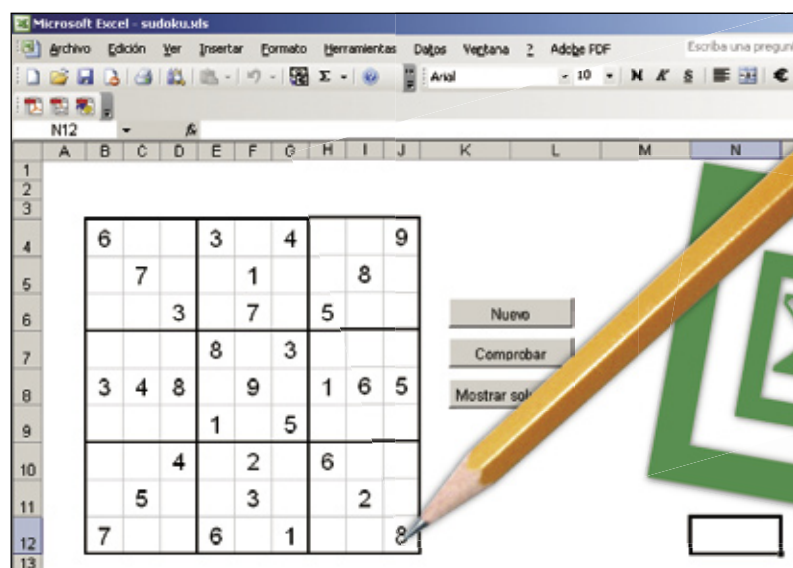 Microsoft Excel - sudoku.xls
Archivo Edición Ver Insertar Formato Herramientas Datos Ventana ? Adobe PDF Escriba una pregun
Σ Arial 10 N K S €
N12 fx
A B C D E F G H I J K L M N
1
2
3
4 6 3 4 9
5 7 1 8
6 3 7 5 Nuevo
7 8 3 Comprobar
8 3 4 8 9 1 6 5 Mostrar sol
9 1 5
10 4 2 6
11 5 3 2
12 7 6 1 8
13